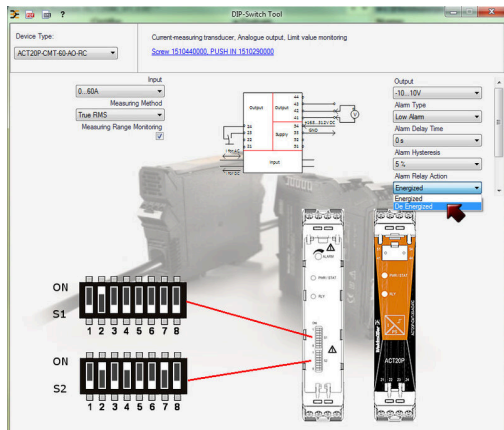 DIP-Switch Tool
Device Type:
ACT20P-CMT-60-AO-RC
Current-measuring transducer, Analogue output, Limit value monitoring
Screw 1510440000, PUSH IN 1510290000
Input
0...60A
Measuring Method
True RMS
Measuring Range Monitoring
Output
-10...10V
Alarm Type
Low Alarm
Alarm Delay Time
0 s
Alarm Hysteresis
5 %
Alarm Relay Action
Energized
Energized
De Energized
Output
Output
Supply
Input
GND
ALARM
PWR/STAT
RLY
PWR/STAT
RLY
ACT20P
ON
S1
1 2 3 4 5 6 7 8
ON
S2
1 2 3 4 5 6 7 8